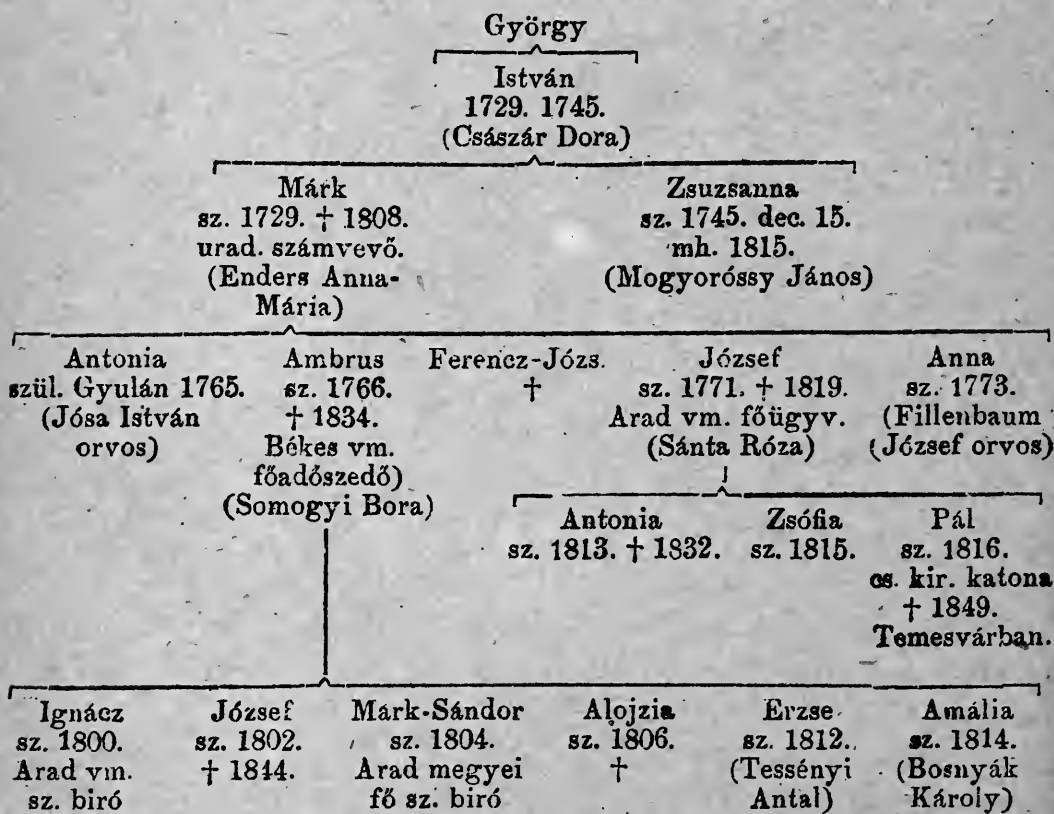 György
István
1729. 1745.
(Császár Dora)
Márk
sz. 1729. † 1808.
urad. számvevő.
(Enders Anna-
Mária)
Zsuzsanna
sz. 1745. dec. 15.
mh. 1815.
(Mogyoróssy János)
Antonia
szül. Gyulán 1765.
(Jósa István
orvos)
Ambrus
sz. 1766.
† 1834.
Békes vm.
főadószedő)
(Somogyi Bora)
Ferencz-Józs.
†
József
sz. 1771. † 1819.
Arad vm. főügyv.
(Sánta Róza)
Anna
sz. 1773.
(Fillenbaum
(József orvos)
Antonia
sz. 1813. † 1832.
Zsófia
sz. 1815.
Pál
sz. 1816.
cs. kir. katona
† 1849.
Temesvárban.
Ignácz
sz. 1800.
Arad vm.
sz. biró
József
sz. 1802.
† 1844.
Márk-Sándor
sz. 1804.
Arad megyei
fő sz. biró
Alojzia
sz. 1806.
†
Erzse
sz. 1812.
(Tessényi
Antal)
Amália
sz. 1814.
(Bosnyák
Károly)